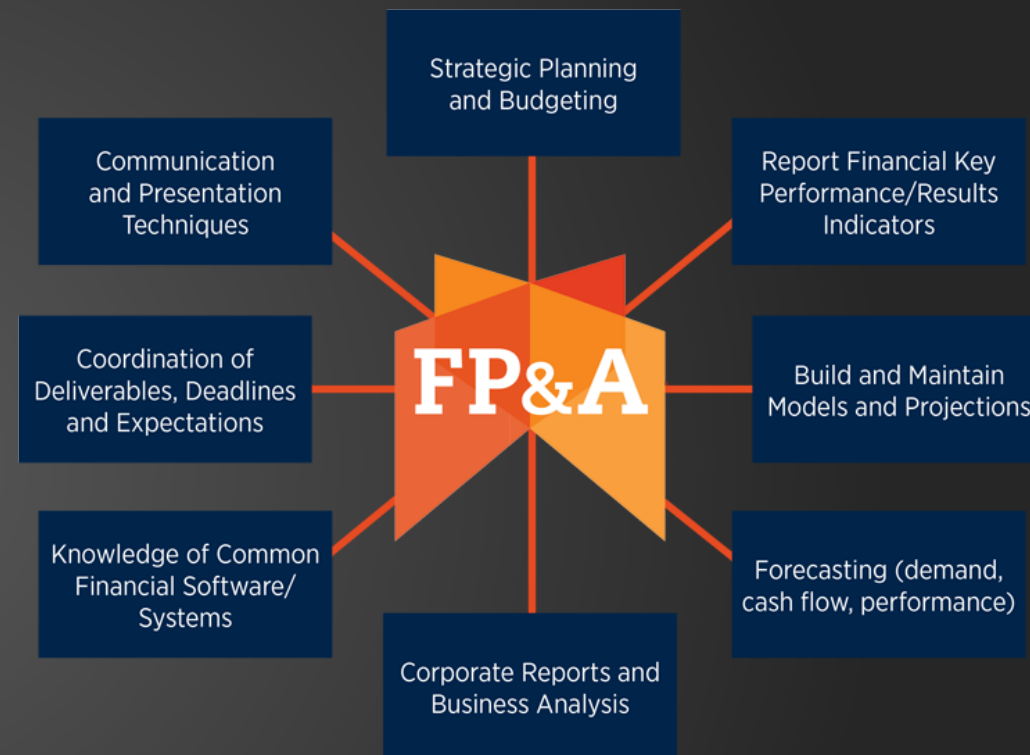 Strategic Planning
and Budgeting
Communication
and Presentation
Techniques
Report Financial Key
Performance/Results
Indicators
FP&A
Coordination of
Deliverables, Deadlines
and Expectations
Build and Maintain
Models and Projections
Knowledge of Common
Financial Software/
Systems
Forecasting (demand,
cash flow, performance)
Corporate Reports and
Business Analysis